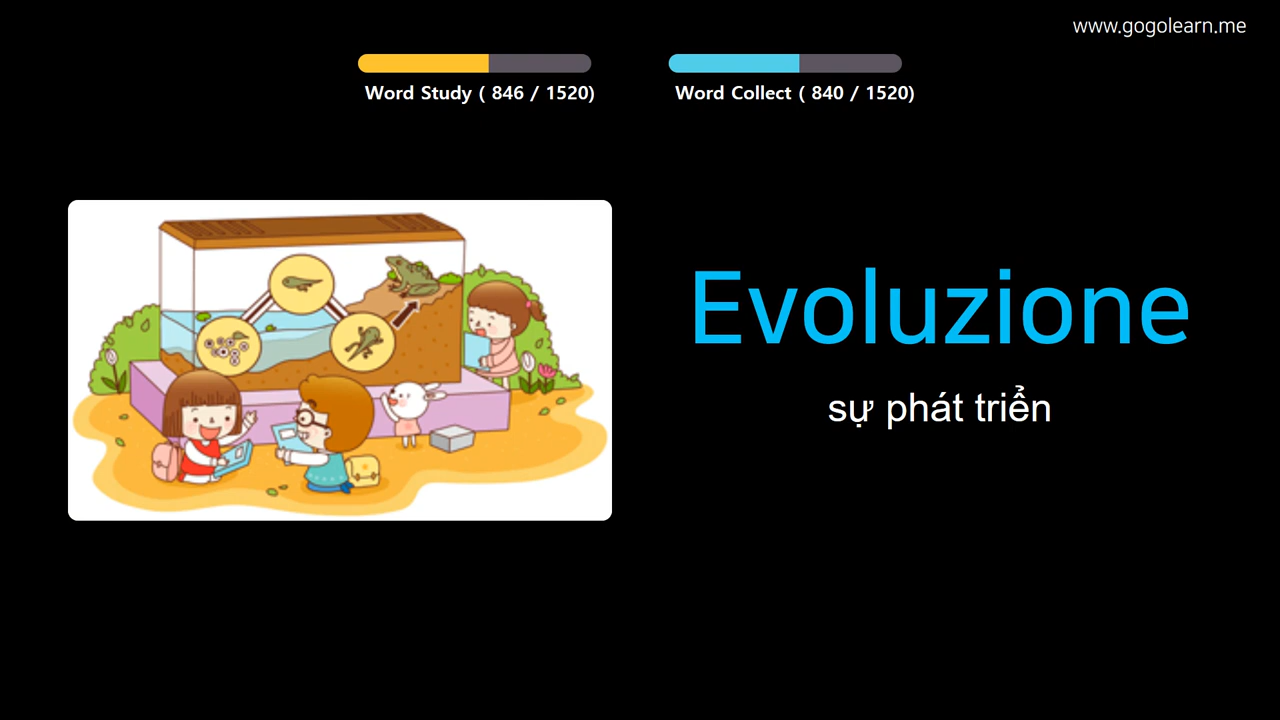 www.gogolearn.me
Word Study ( 846 / 1520)
Word Collect ( 840 / 1520)
Evoluzione
sự phát triển